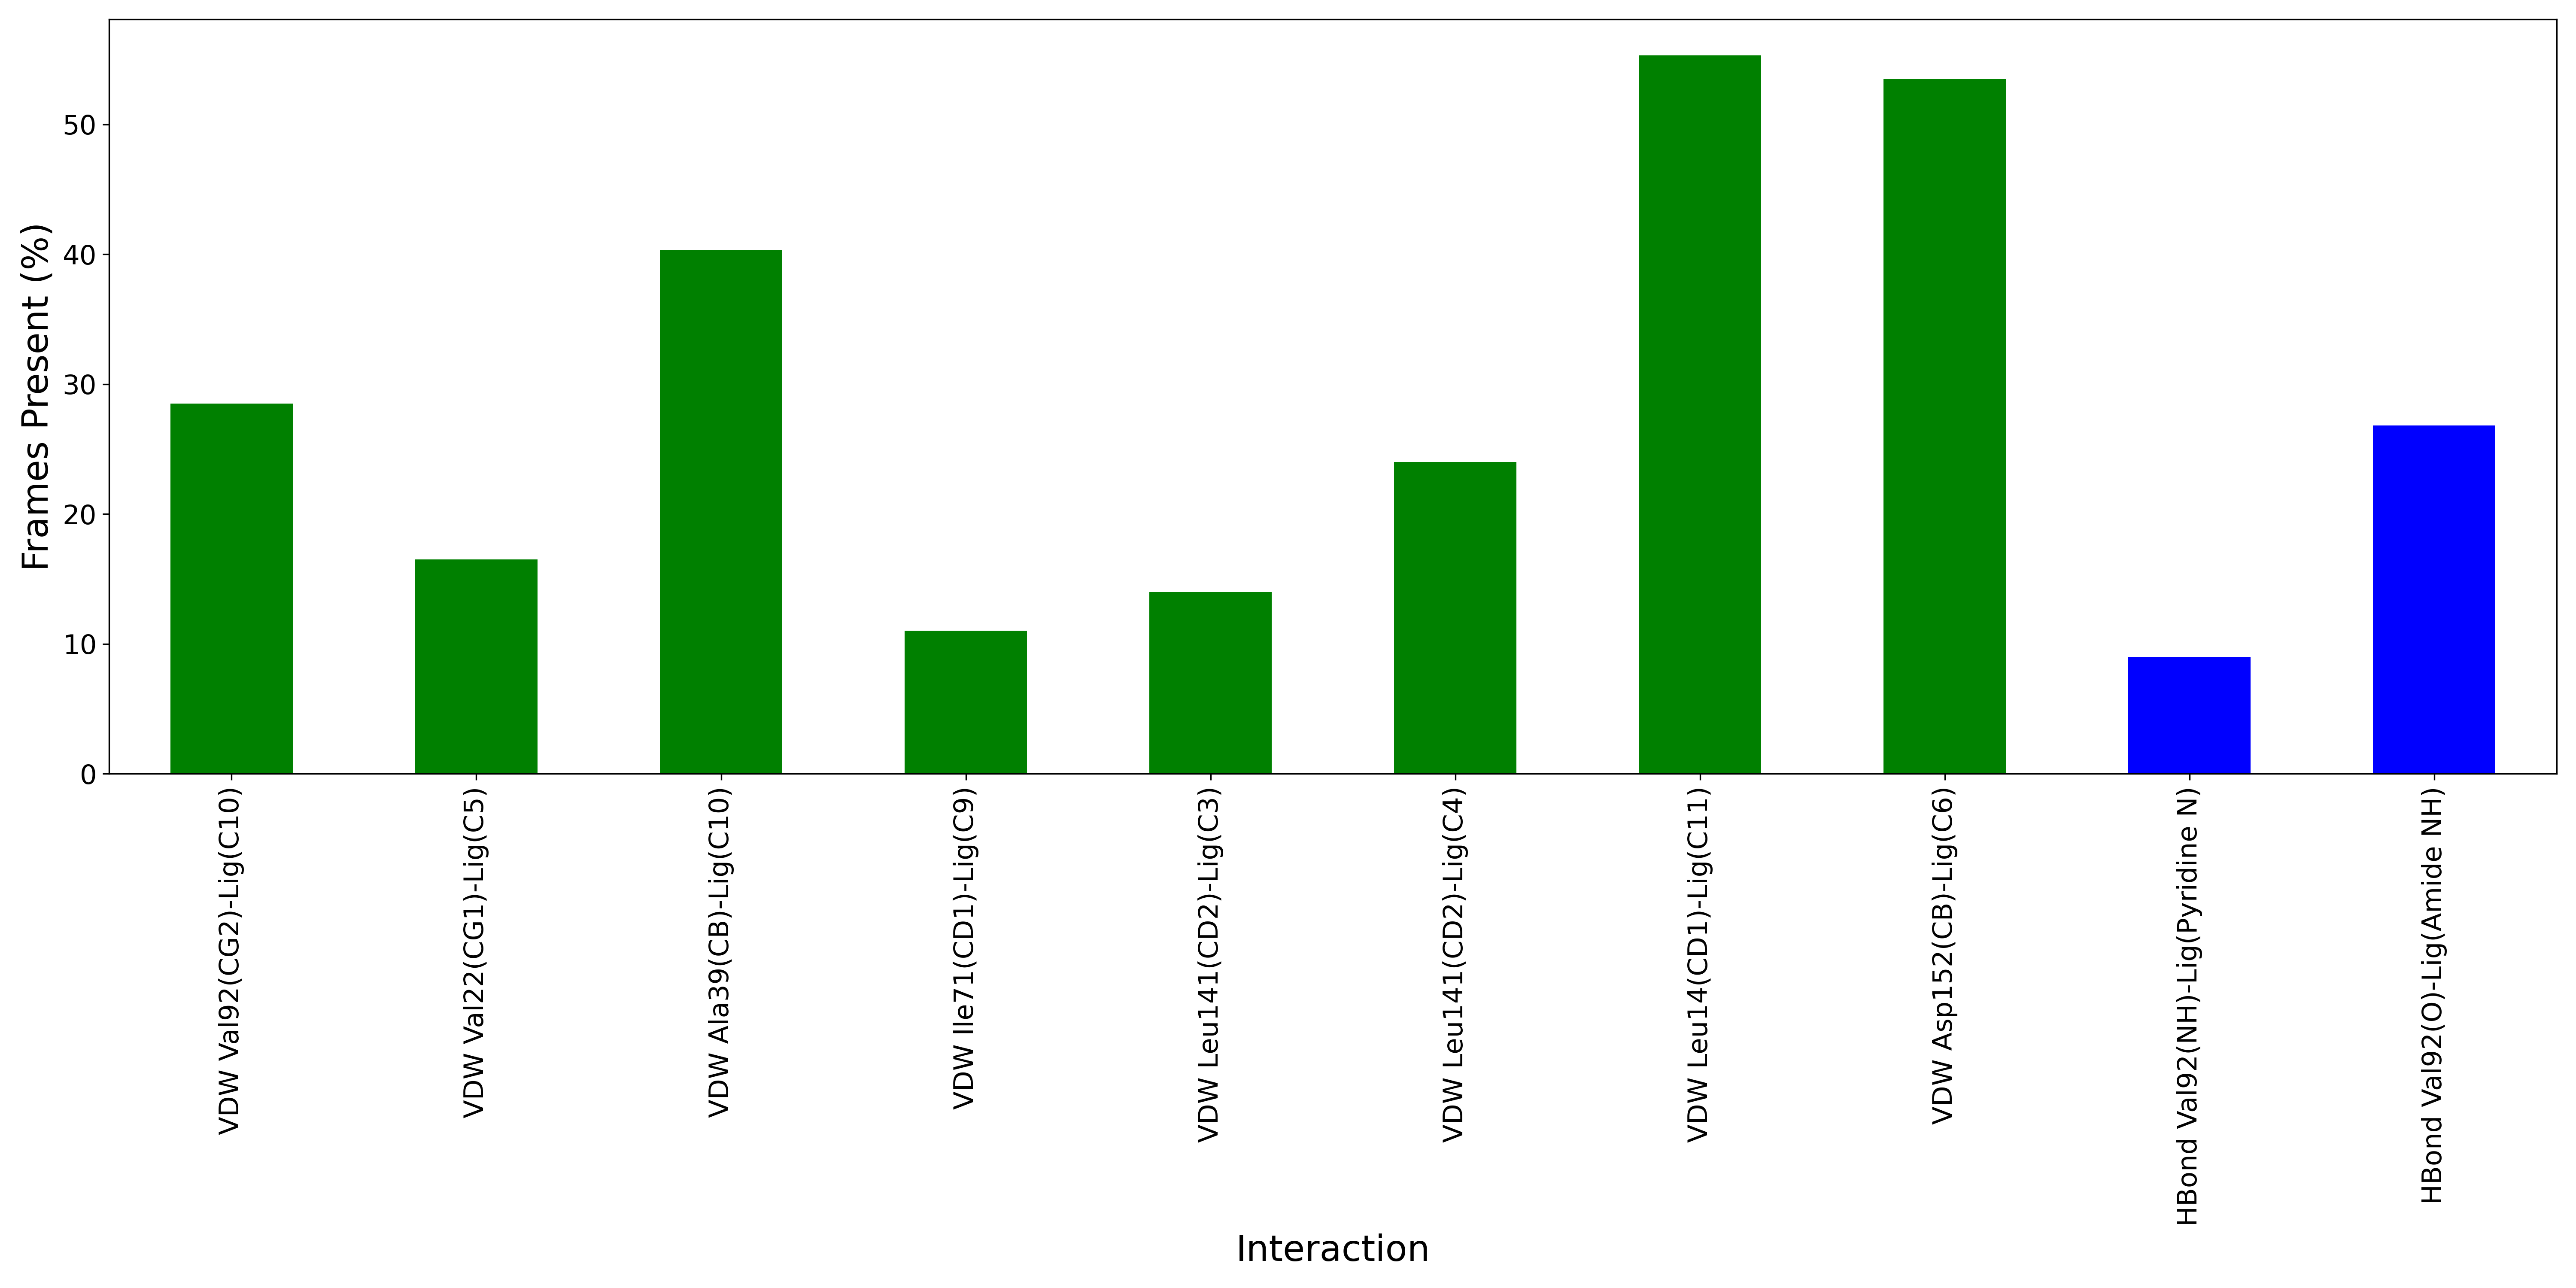 Frames Present (%)
50
40
30
20
10
0
VDW Val92(CG2)-Lig(C10)
VDW Val22(CG1)-Lig(C5)
VDW Ala39(CB)-Lig(C10)
VDW Ile71(CD1)-Lig(C9)
VDW Leu141(CD2)-Lig(C3)
VDW Leu141(CD2)-Lig(C4)
VDW Leu14(CD1)-Lig(C11)
VDW Asp152(CB)-Lig(C6)
HBond Val92(NH)-Lig(Pyridine N)
HBond Val92(O)-Lig(Amide NH)
Interaction